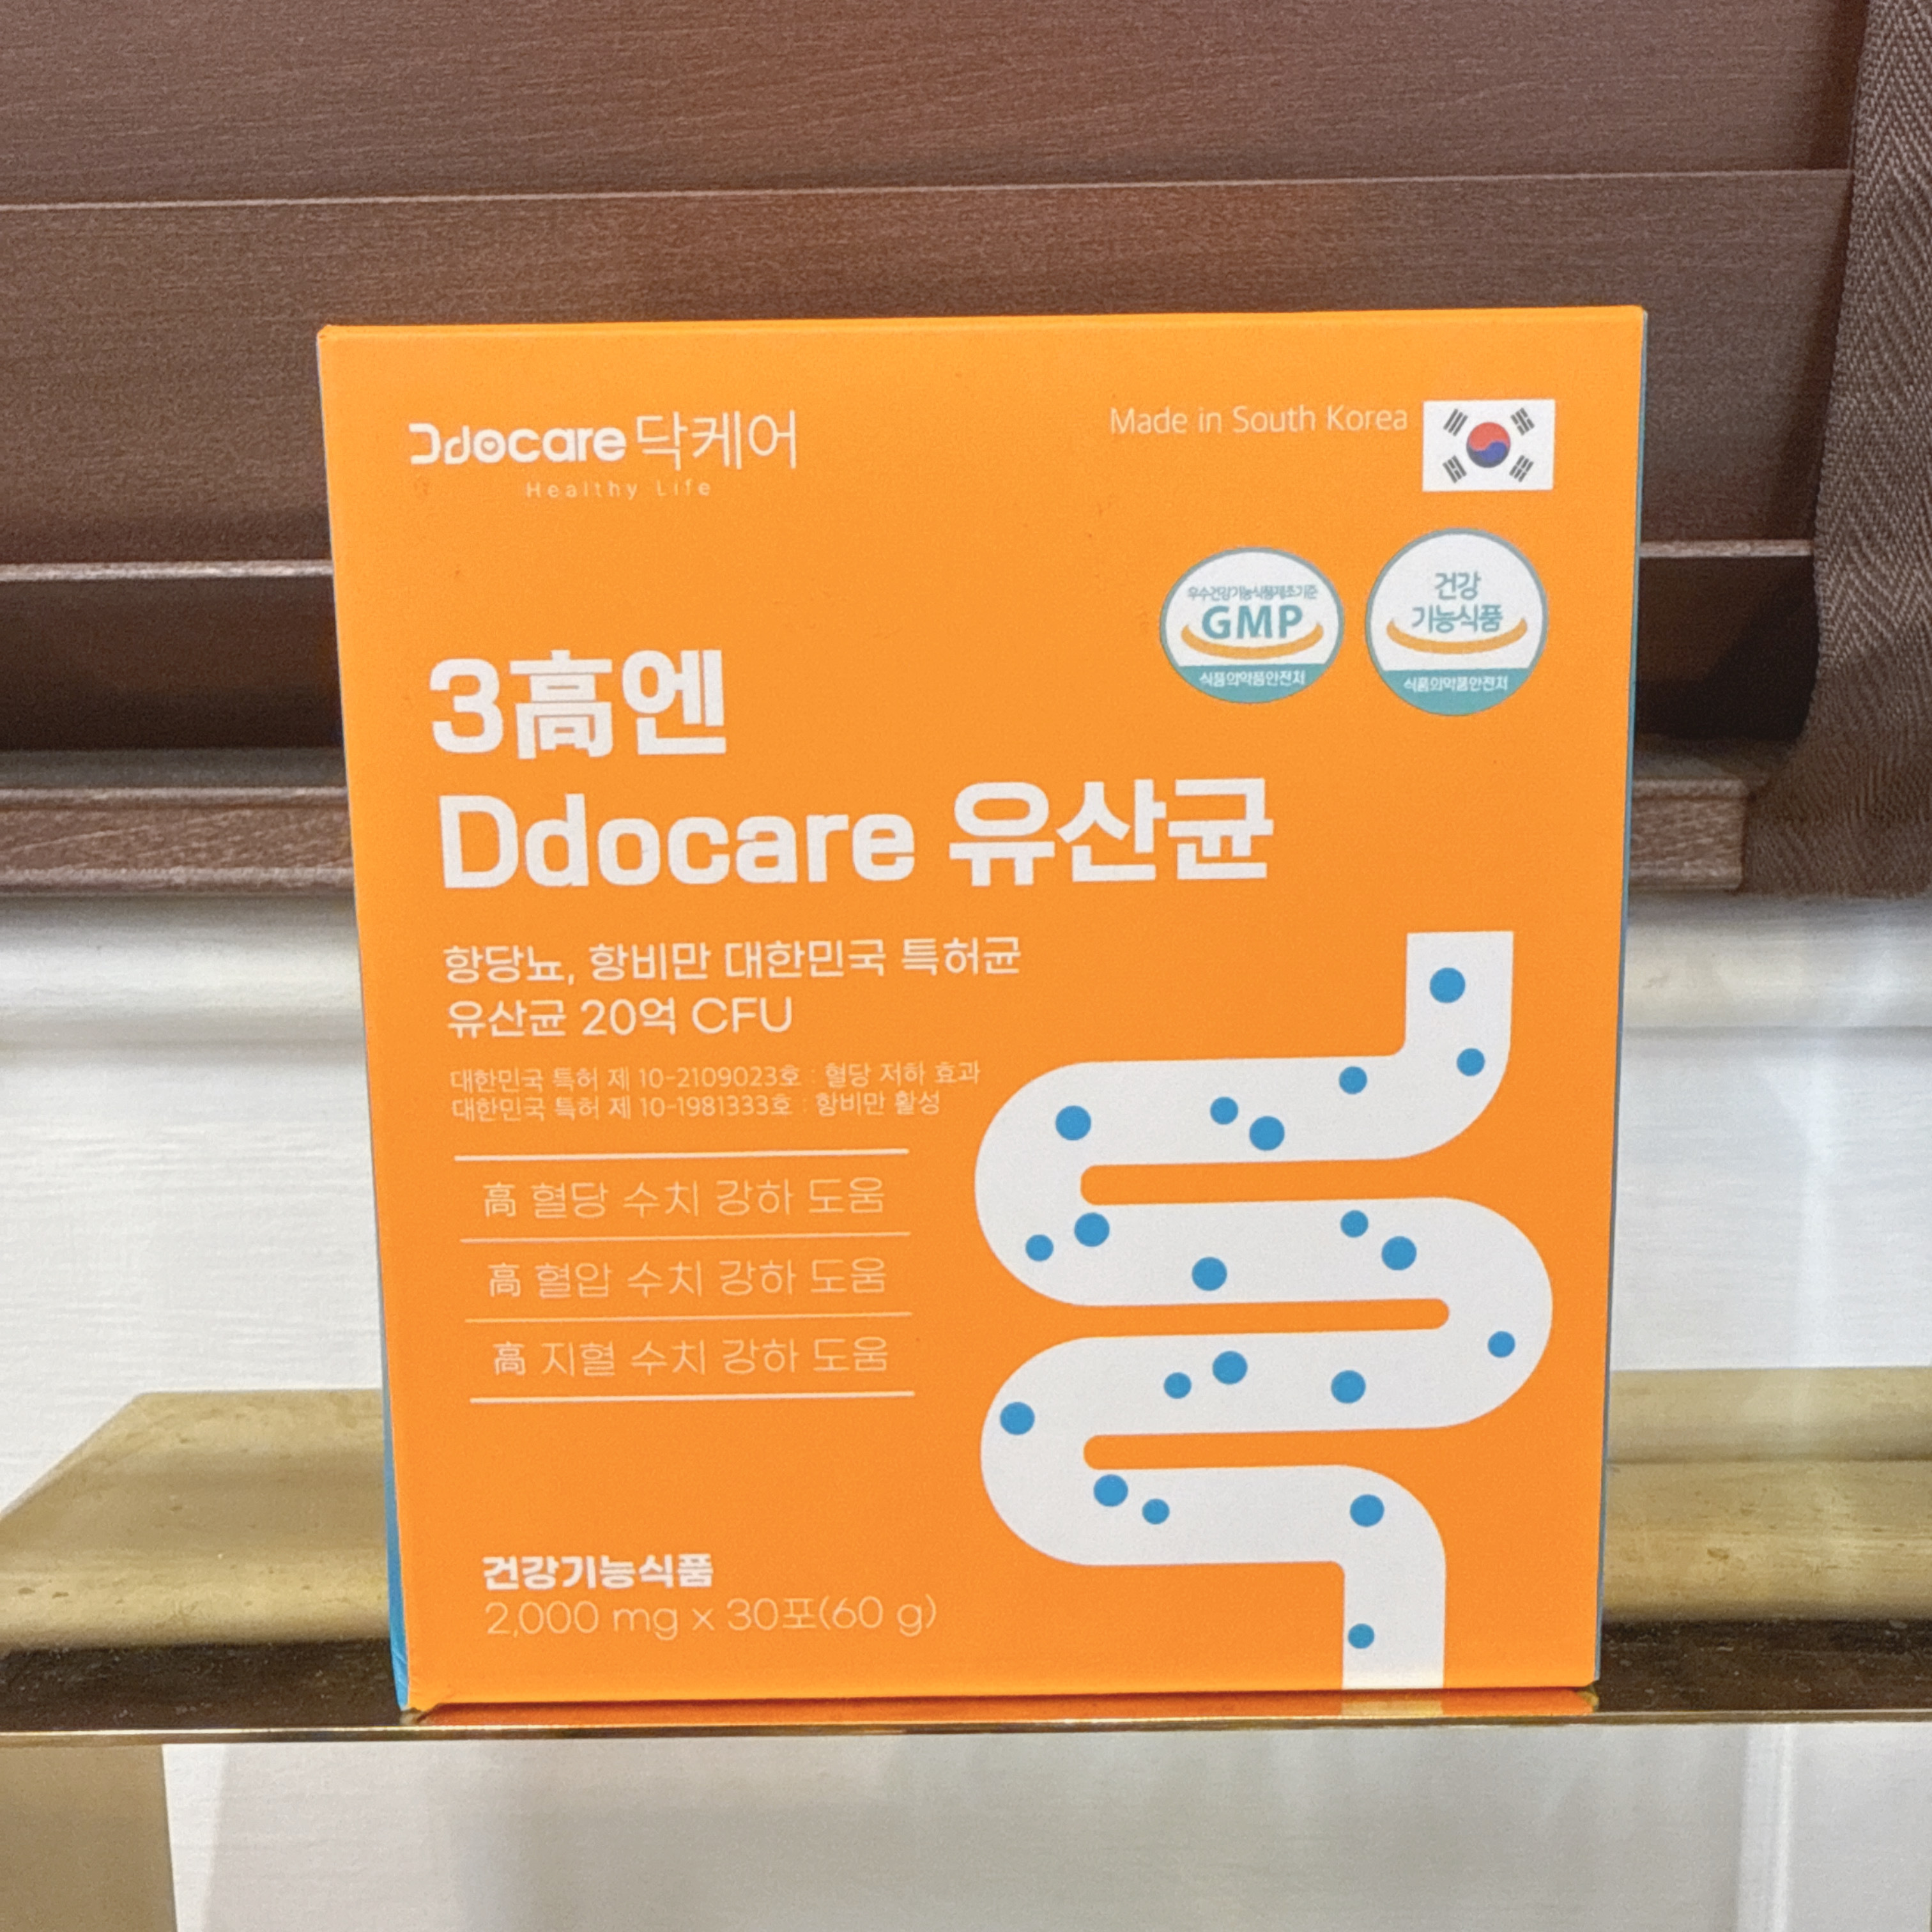 Ddocare 닥케어
Healthy Life
Made in South Korea
우수건강기능식품제조기준
GMP
식품의약품안전처
건강
기능식품
식품의약품안전처
3高엔
Ddocare 유산균
항당뇨, 항비만 대한민국 특허균
유산균 20억 CFU
대한민국 특허 제 10-2109023호 : 혈당 저하 효과
대한민국 특허 제 10-1981333호 : 항비만 활성
高 혈당 수치 강하 도움
高 혈압 수치 강하 도움
高 지혈 수치 강하 도움
건강기능식품
2,000 mg x 30포(60 g)